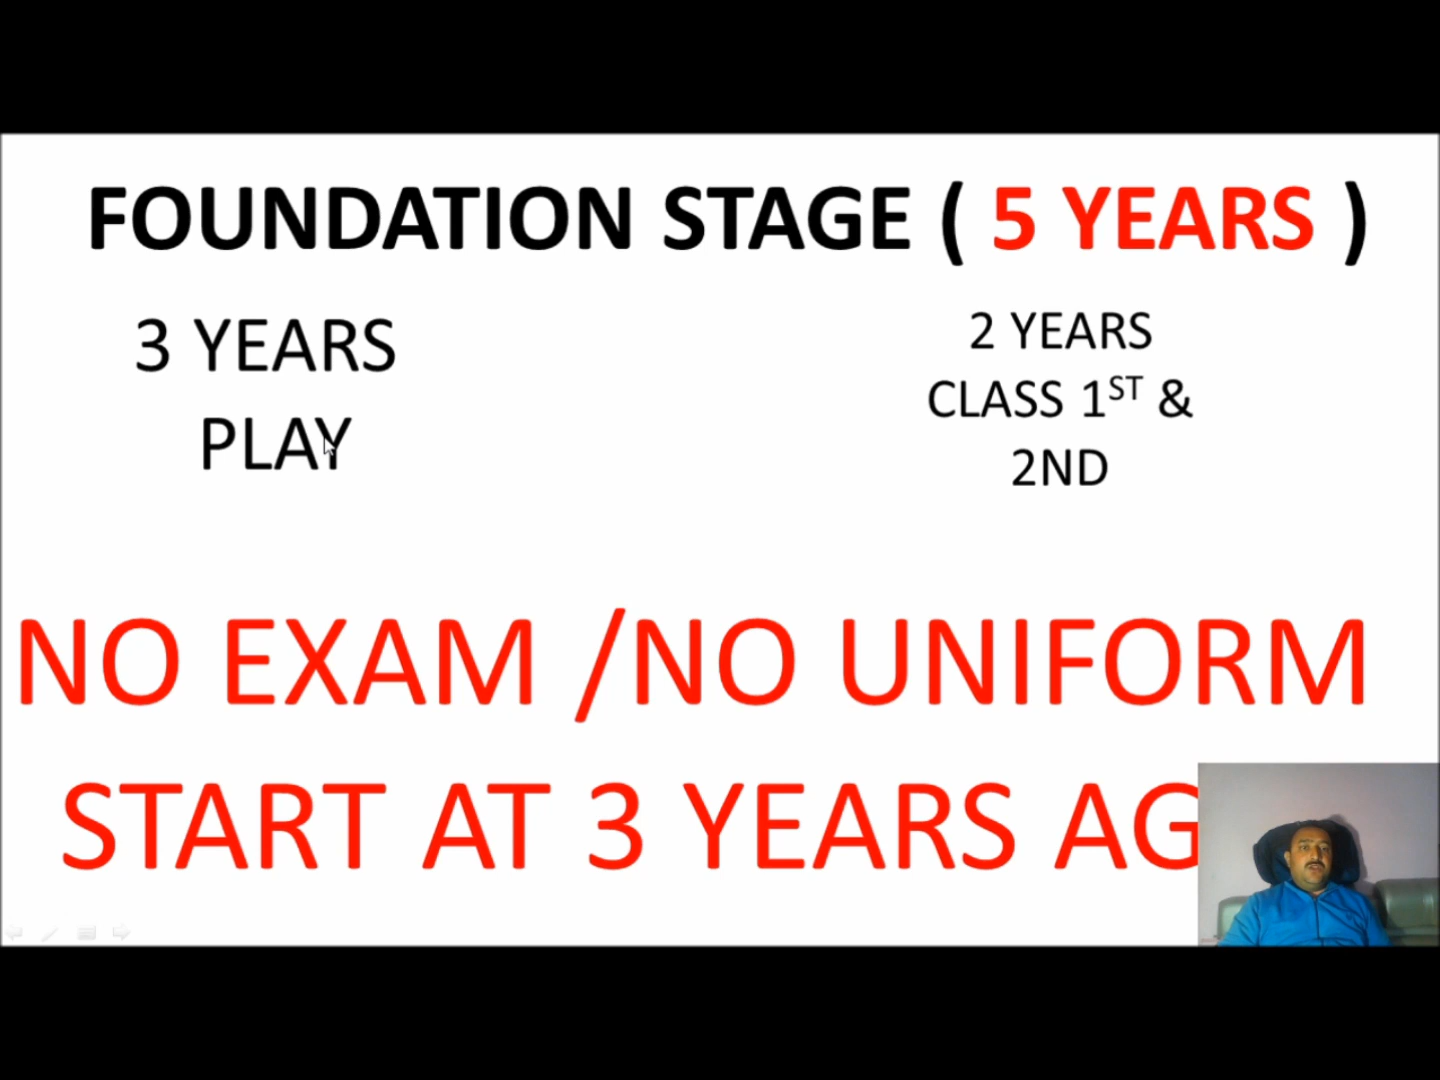 FOUNDATION STAGE ( 5 YEARS )
3 YEARS
PLAY
2 YEARS
CLASS 1ST &
2ND
NO EXAM /NO UNIFORM
START AT 3 YEARS AG